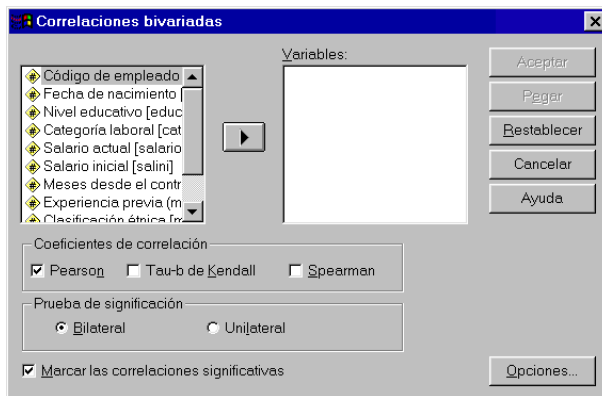 Correlaciones bivariadas
Variables:
Código de empleado
Fecha de nacimiento [
Nivel educativo [educ
Categoría laboral [cat
Salario actual [salario
Salario inicial [salini]
Meses desde el contr
Experiencia previa (m
Clasificación étnica [m
Aceptar
Pegar
Restablecer
Cancelar
Ayuda
Coeficientes de correlación
Pearson
Tau-b de Kendall
Spearman
Prueba de significación
Bilateral
Unilateral
Marcar las correlaciones significativas
Opciones...